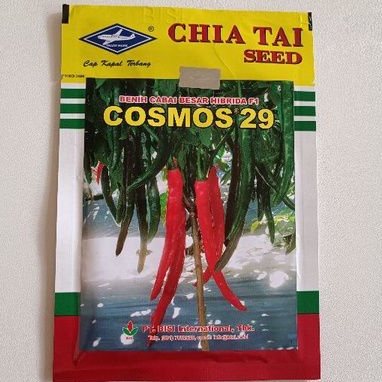 CHIA TAI
SEED
®
Cap Kapal Terbang
BENIH CABAI BESAR HIBRIDA F1
COSMOS 29
PT. BISI International, Tbk.